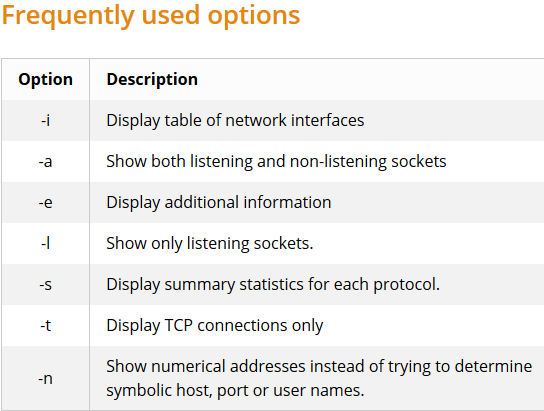 Frequently used options
Option Description
-i Display table of network interfaces
-a Show both listening and non-listening sockets
-e Display additional information
-l Show only listening sockets.
-s Display summary statistics for each protocol.
-t Display TCP connections only
-n Show numerical addresses instead of trying to determine
symbolic host, port or user names.